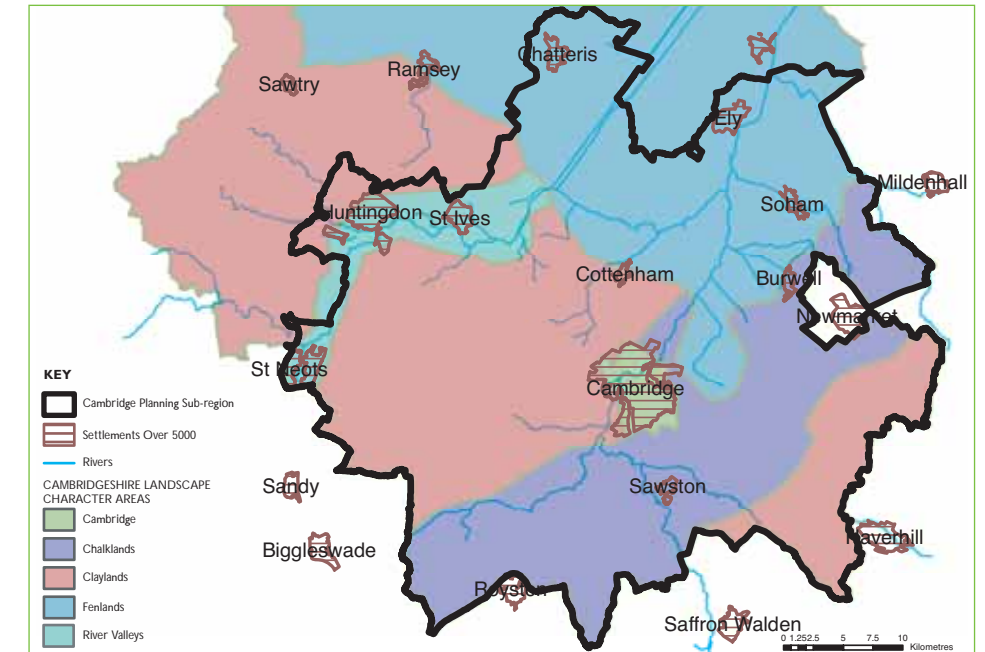 Chatteris
Ramsey
Sawtry
Ely
Mildenhall
Soham
Huntingdon
St Ives
Cottenham
Burwell
Newmarket
St Neots
Cambridge
KEY
Cambridge Planning Sub-region
Settlements Over 5000
Rivers
CAMBRIDGESHIRE LANDSCAPE
CHARACTER AREAS
Cambridge
Chalklands
Claylands
Fenlands
River Valleys
Sandy
Sawston
Biggleswade
Haverhill
Royston
Saffron Walden
0 1.252.5 5 7.5 10
Kilometres